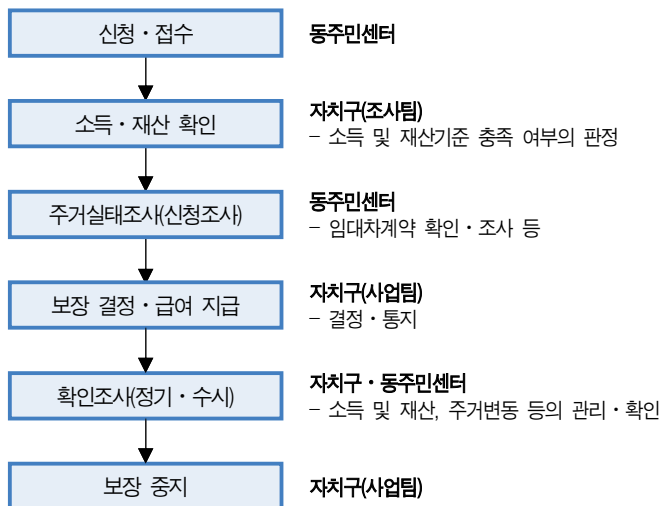 신청・접수
동주민센터
소득・재산 확인
자치구(조사팀)
- 소득 및 재산기준 충족 여부의 판정
주거실태조사(신청조사)
동주민센터
- 임대차계약 확인・조사 등
보장 결정・급여 지급
자치구(사업팀)
- 결정・통지
확인조사(정기・수시)
자치구・동주민센터
- 소득 및 재산, 주거변동 등의 관리・확인
보장 중지
자치구(사업팀)